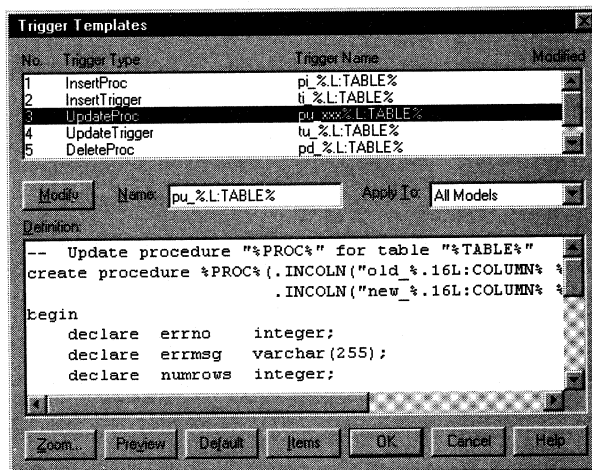 Trigger Templates
No. Trigger Type Trigger Name Modified
1 InsertProc pi_%.L:TABLE%
2 InsertTrigger ti_%.L:TABLE%
3 UpdateProc pu_xxx%.L:TABLE%
4 UpdateTrigger tu_%.L:TABLE%
5 DeleteProc pd_%.L:TABLE%
Modify Name: pu_%.L:TABLE% Apply To: All Models
Definition:
-- Update procedure "%PROC%" for table "%TABLE%"
create procedure %PROC%(.INCOLN("old_%.16L:COLUMN% %
.INCOLN("new_%.16L:COLUMN% %
begin
declare errno integer;
declare errmsg varchar(255);
declare numrows integer;
Zoom... Preview Default Items OK Cancel Help